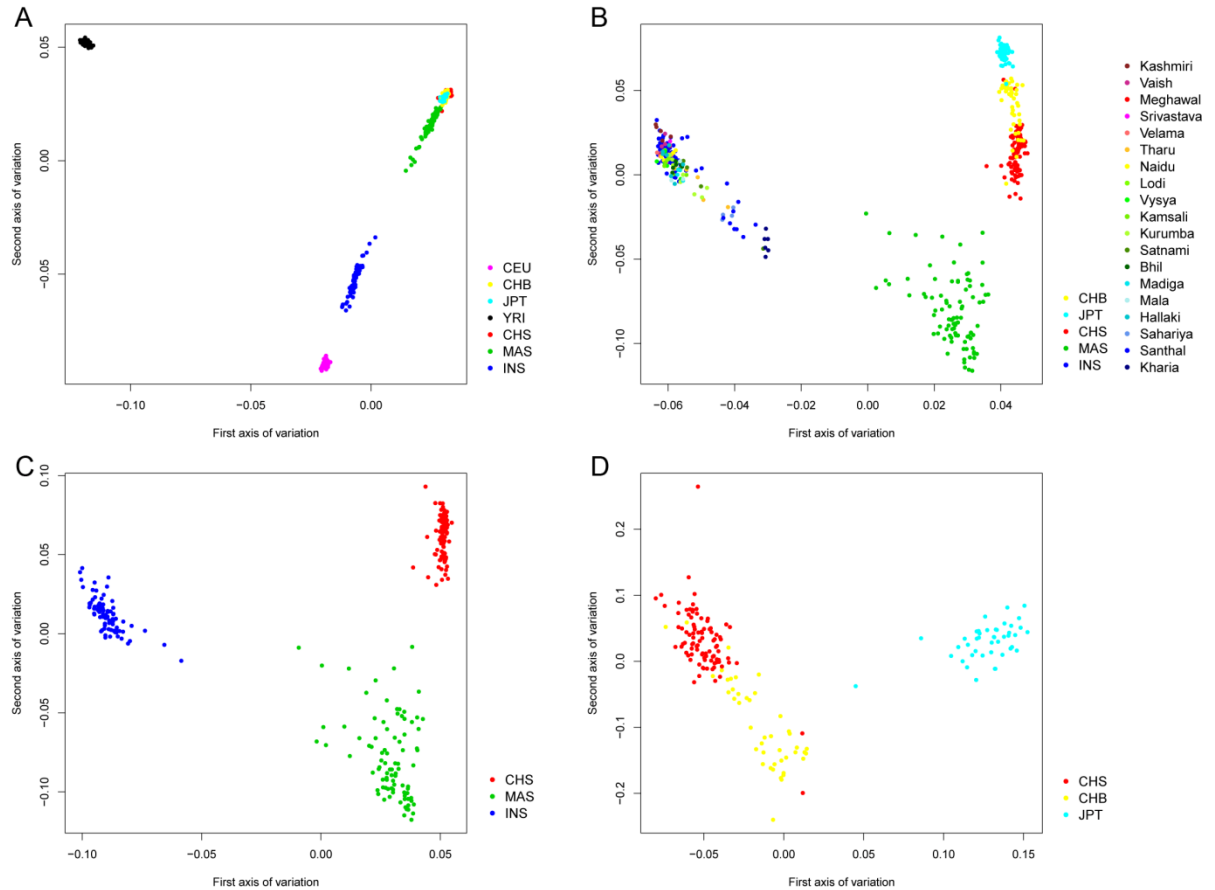 A
0.05
0.00
−0.05
Second axis of variation
−0.10
−0.05
0.00
First axis of variation
CEU
CHB
JPT
YRI
CHS
MAS
INS
B
0.05
0.00
−0.05
−0.10
Second axis of variation
−0.06
−0.04
−0.02
0.00
0.02
0.04
First axis of variation
CHB
JPT
CHS
MAS
INS
Kashmiri
Vaish
Meghawal
Srivastava
Velama
Tharu
Naidu
Lodi
Vysya
Kamsali
Kurumba
Satnami
Bhil
Madiga
Mala
Hallaki
Sahariya
Santhal
Kharia
C
0.10
0.05
0.00
−0.05
−0.10
Second axis of variation
−0.10
−0.05
0.00
0.05
First axis of variation
CHS
MAS
INS
D
0.2
0.1
0.0
−0.1
−0.2
Second axis of variation
−0.05
0.00
0.05
0.10
0.15
First axis of variation
CHS
CHB
JPT